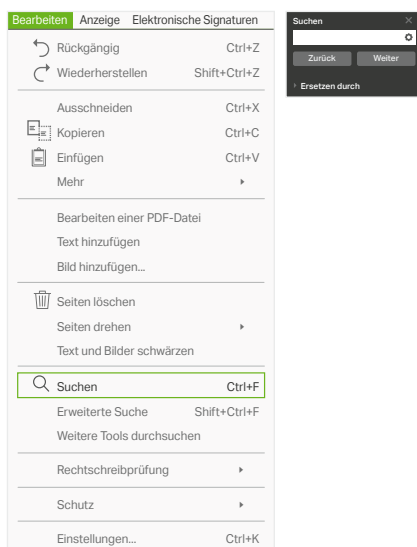 Bearbeiten Anzeige Elektronische Signaturen
Rückgängig Ctrl+Z
Wiederherstellen Shift+Ctrl+Z
Ausschneiden Ctrl+X
Kopieren Ctrl+C
Einfügen Ctrl+V
Mehr
Bearbeiten einer PDF-Datei
Text hinzufügen
Bild hinzufügen...
Seiten löschen
Seiten drehen
Text und Bilder schwärzen
Suchen Ctrl+F
Erweiterte Suche Shift+Ctrl+F
Weitere Tools durchsuchen
Rechtschreibprüfung
Schutz
Einstellungen... Ctrl+K
Suchen
Zurück Weiter
Ersetzen durch